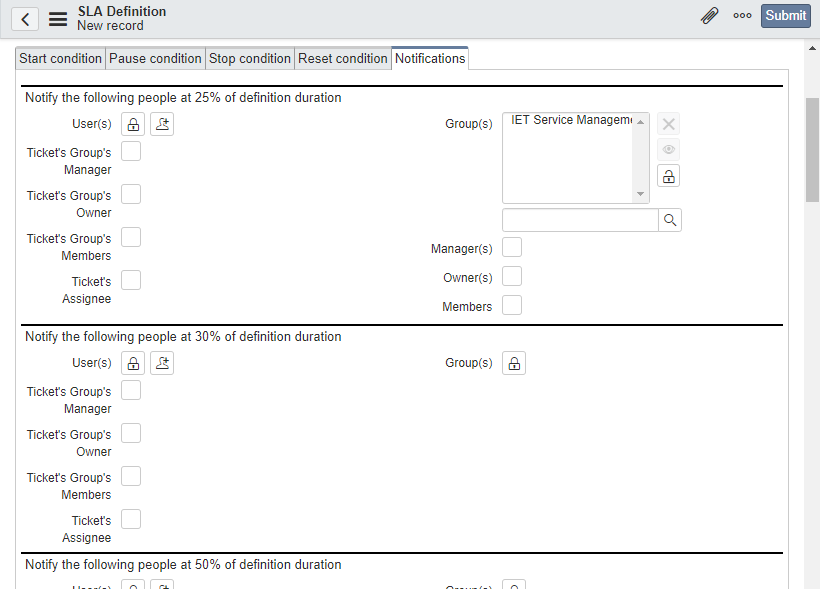 SLA Definition
New record
Submit
Start condition Pause condition Stop condition Reset condition Notifications
Notify the following people at 25% of definition duration
User(s)
Group(s)
IET Service Managem
Ticket's Group's
Manager
Ticket's Group's
Owner
Ticket's Group's
Members
Manager(s)
Ticket's
Assignee
Owner(s)
Members
Notify the following people at 30% of definition duration
User(s)
Group(s)
Ticket's Group's
Manager
Ticket's Group's
Owner
Ticket's Group's
Members
Ticket's
Assignee
Notify the following people at 50% of definition duration